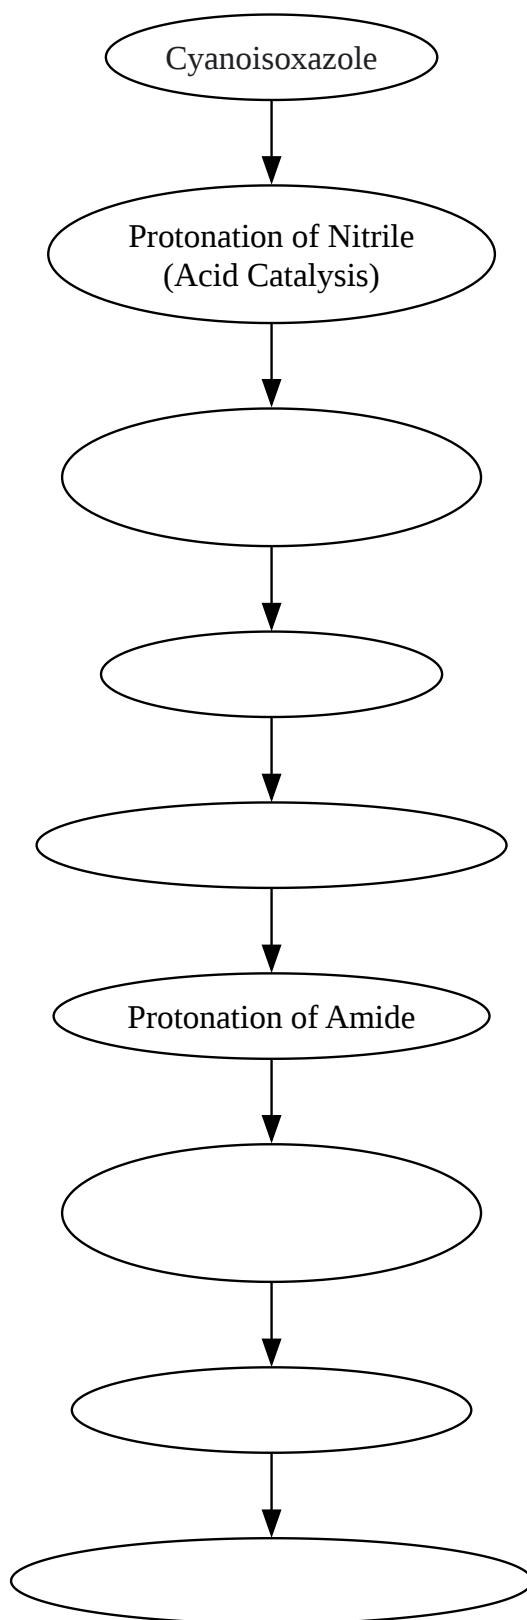 Cyanoisoxazole
Protonation of Nitrile
(Acid Catalysis)
Protonation of Amide